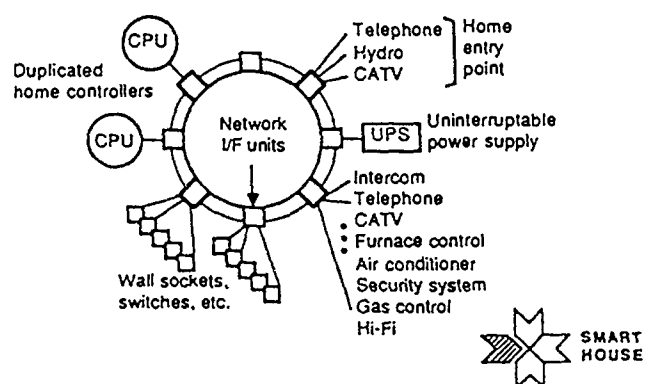 CPU
Duplicated
home controllers
CPU
Network
I/F units
Telephone
Hydro
CATV
Home
entry
point
UPS
Uninterruptable
power supply
Intercom
Telephone
CATV
Furnace control
Air conditioner
Security system
Gas control
Hi-Fi
Wall sockets,
switches, etc.
SMART
HOUSE